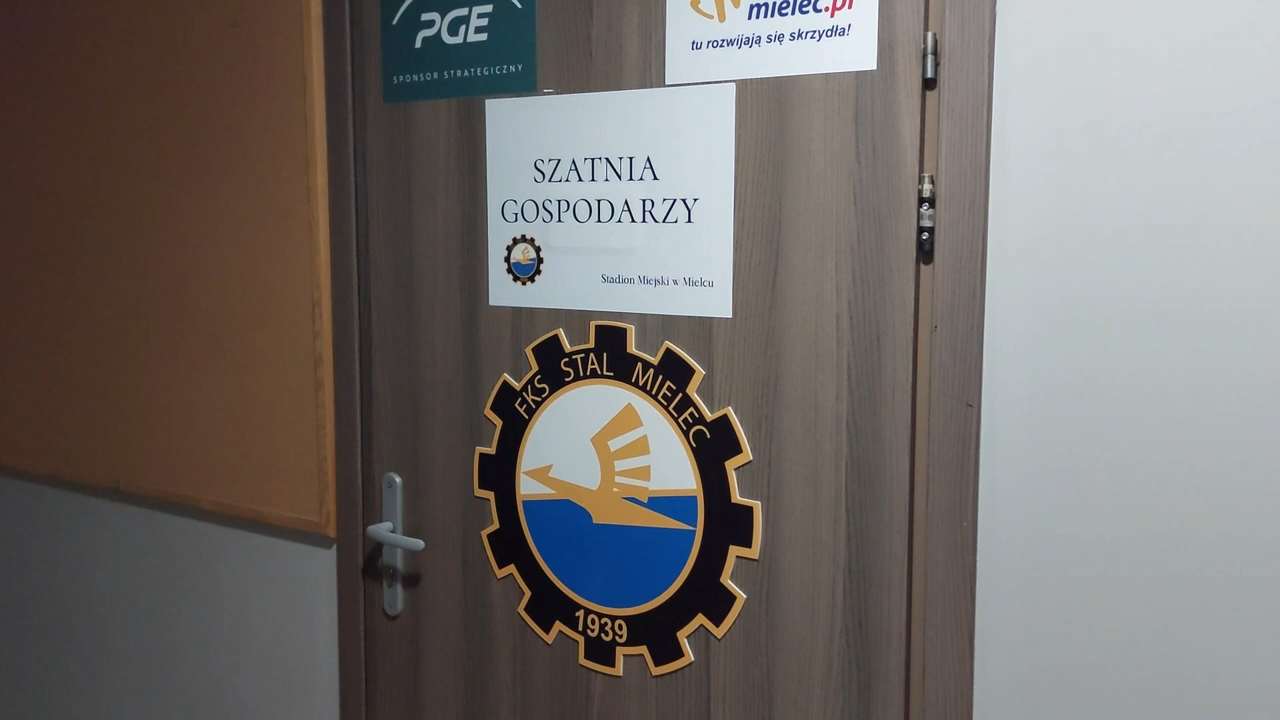 PGE
SPONSOR STRATEGICZNY
mielec.pl
tu rozwijają się skrzydła!
SZATNIA
GOSPODARZY
Stadion Miejski w Mielcu
FKS STAL MIELEC
1939